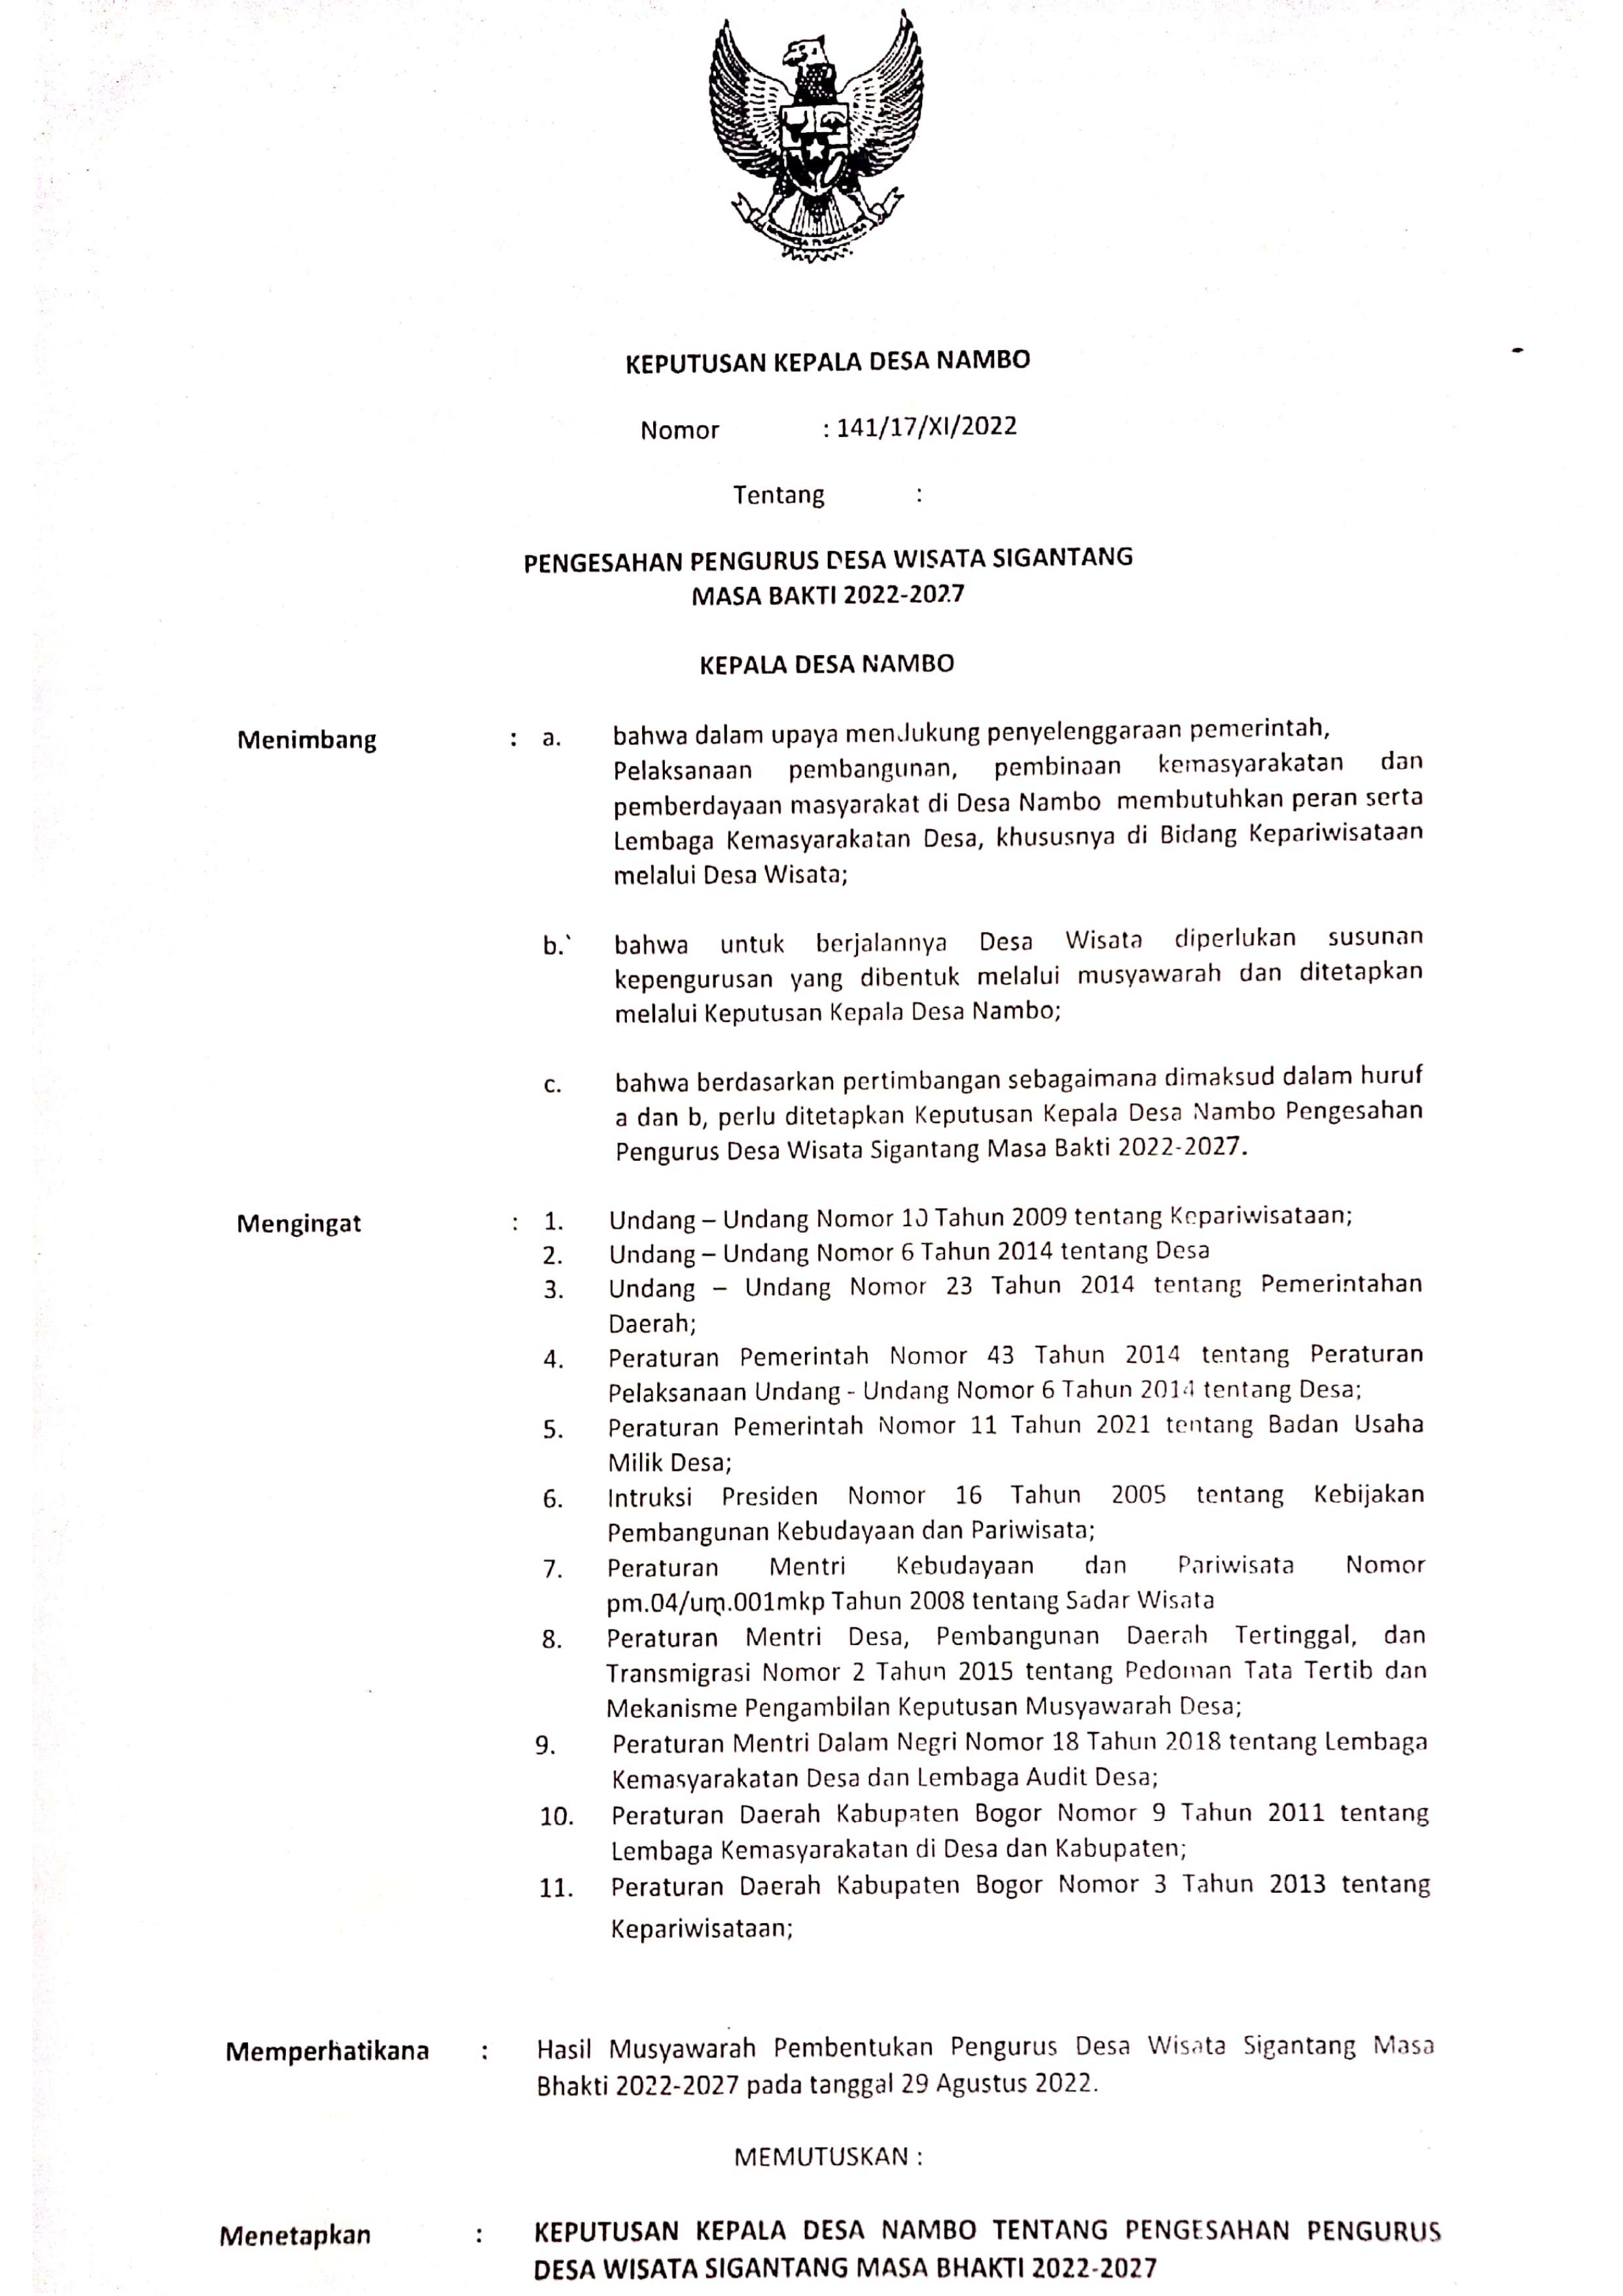 KEPUTUSAN KEPALA DESA NAMBO
Nomor : 141/17/XI/2022
Tentang :
PENGESAHAN PENGURUS DESA WISATA SIGANTANG
MASA BAKTI 2022-2027
KEPALA DESA NAMBO
Menimbang : a. bahwa dalam upaya mendukung penyelenggaraan pemerintah,
Pelaksanaan pembangunan, pembinaan kemasyarakatan dan
pemberdayaan masyarakat di Desa Nambo membutuhkan peran serta
Lembaga Kemasyarakatan Desa, khususnya di Bidang Kepariwisataan
melalui Desa Wisata;
b. bahwa untuk berjalannya Desa Wisata diperlukan susunan
kepengurusan yang dibentuk melalui musyawarah dan ditetapkan
melalui Keputusan Kepala Desa Nambo;
c. bahwa berdasarkan pertimbangan sebagaimana dimaksud dalam huruf
a dan b, perlu ditetapkan Keputusan Kepala Desa Nambo Pengesahan
Pengurus Desa Wisata Sigantang Masa Bakti 2022-2027.
Mengingat : 1. Undang – Undang Nomor 10 Tahun 2009 tentang Kepariwisataan;
2. Undang – Undang Nomor 6 Tahun 2014 tentang Desa
3. Undang – Undang Nomor 23 Tahun 2014 tentang Pemerintahan
Daerah;
4. Peraturan Pemerintah Nomor 43 Tahun 2014 tentang Peraturan
Pelaksanaan Undang - Undang Nomor 6 Tahun 2014 tentang Desa;
5. Peraturan Pemerintah Nomor 11 Tahun 2021 tentang Badan Usaha
Milik Desa;
6. Intruksi Presiden Nomor 16 Tahun 2005 tentang Kebijakan
Pembangunan Kebudayaan dan Pariwisata;
7. Peraturan Mentri Kebudayaan dan Pariwisata Nomor
pm.04/um.001mkp Tahun 2008 tentang Sadar Wisata
8. Peraturan Mentri Desa, Pembangunan Daerah Tertinggal, dan
Transmigrasi Nomor 2 Tahun 2015 tentang Pedoman Tata Tertib dan
Mekanisme Pengambilan Keputusan Musyawarah Desa;
9. Peraturan Mentri Dalam Negri Nomor 18 Tahun 2018 tentang Lembaga
Kemasyarakatan Desa dan Lembaga Audit Desa;
10. Peraturan Daerah Kabupaten Bogor Nomor 9 Tahun 2011 tentang
Lembaga Kemasyarakatan di Desa dan Kabupaten;
11. Peraturan Daerah Kabupaten Bogor Nomor 3 Tahun 2013 tentang
Kepariwisataan;
Memperhatikana : Hasil Musyawarah Pembentukan Pengurus Desa Wisata Sigantang Masa
Bhakti 2022-2027 pada tanggal 29 Agustus 2022.
MEMUTUSKAN :
Menetapkan : KEPUTUSAN KEPALA DESA NAMBO TENTANG PENGESAHAN PENGURUS
DESA WISATA SIGANTANG MASA BHAKTI 2022-2027